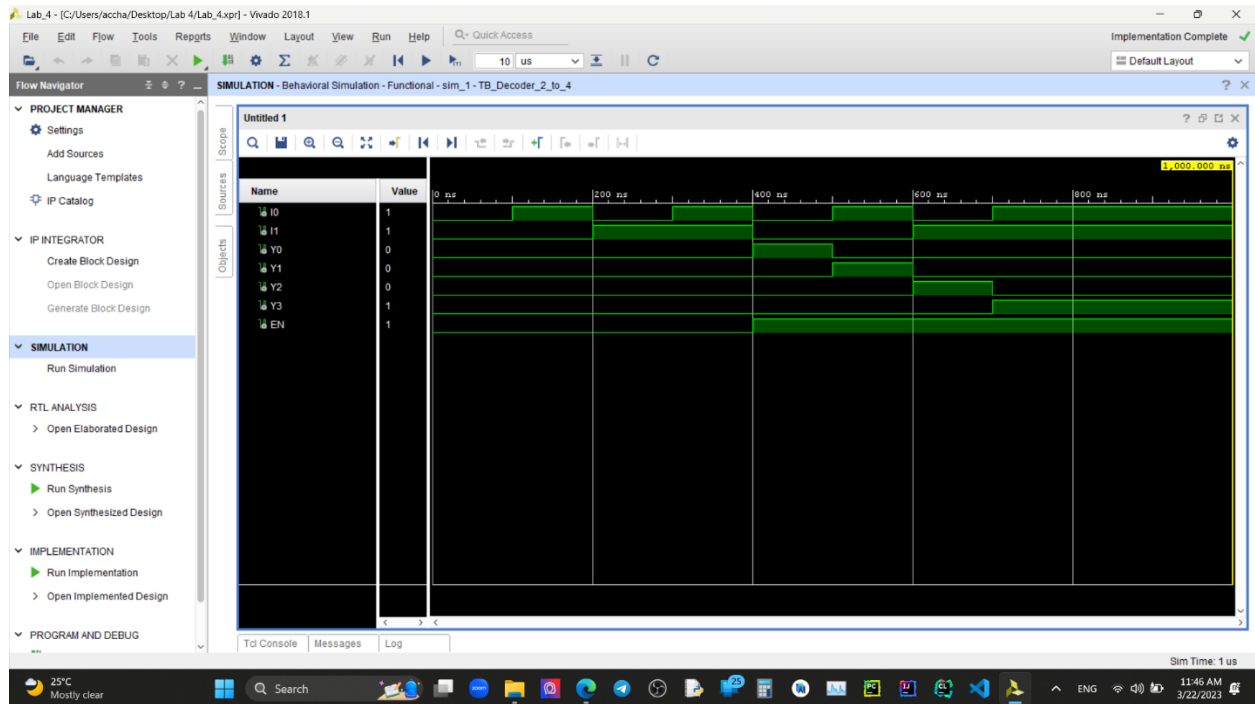 Lab_4 - [C:/Users/accha/Desktop/Lab 4/Lab_4.xpr] - Vivado 2018.1
File Edit Flow Tools Reports Window Layout View Run Help Q- Quick Access
Implementation Complete
10 us
Default Layout
Flow Navigator
SIMULATION - Behavioral Simulation - Functional - sim_1 - TB_Decoder_2_to_4
PROJECT MANAGER
Settings
Add Sources
Language Templates
IP Catalog
IP INTEGRATOR
Create Block Design
Open Block Design
Generate Block Design
SIMULATION
Run Simulation
RTL ANALYSIS
Open Elaborated Design
SYNTHESIS
Run Synthesis
Open Synthesized Design
IMPLEMENTATION
Run Implementation
Open Implemented Design
PROGRAM AND DEBUG
Scope
Sources
Objects
Untitled 1
1,000.000 ns
Name Value 0 ns 200 ns 400 ns 600 ns 800 ns
I0 1
I1 1
Y0 0
Y1 0
Y2 0
Y3 1
EN 1
Tcl Console Messages Log
Sim Time: 1 us
25°C
Mostly clear
Search
zoom
25
PC
IJ
CL
ENG
11:46 AM
3/22/2023